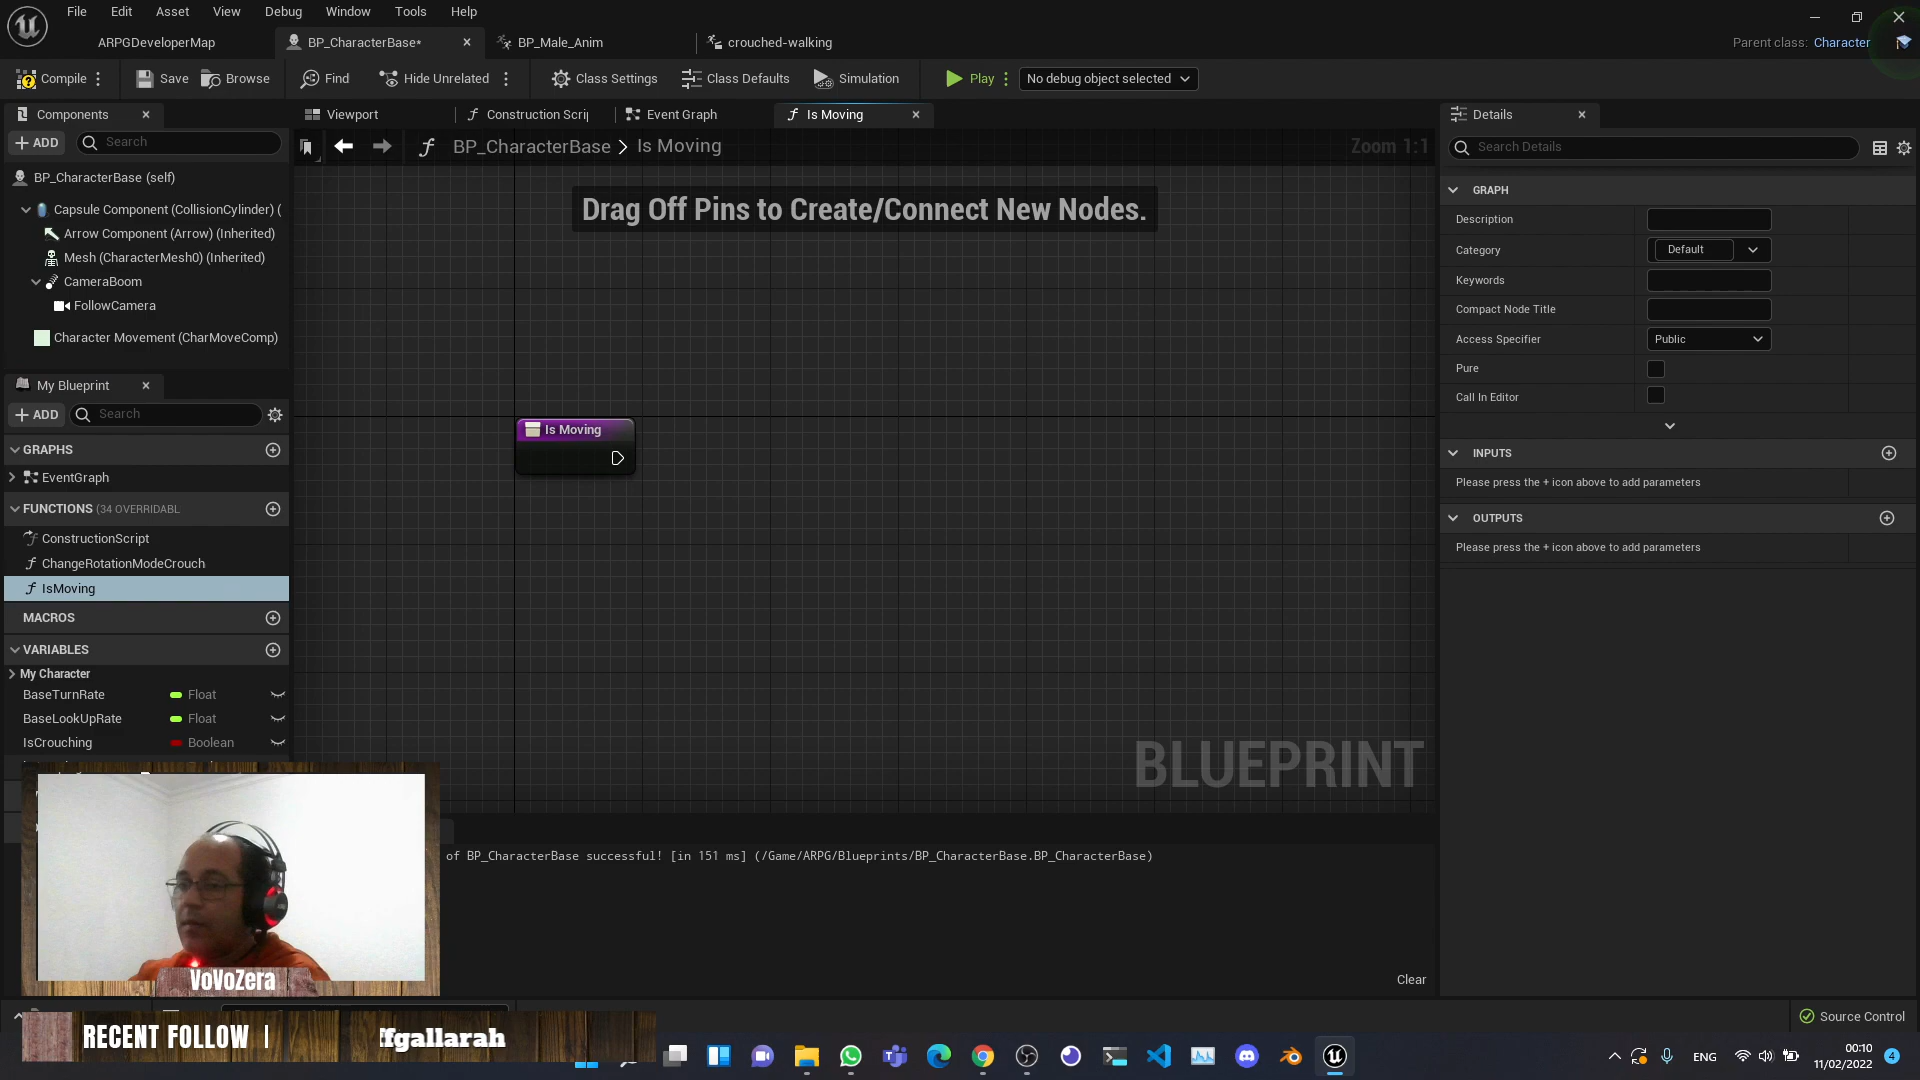 File Edit Asset View Debug Window Tools Help
ARPGDeveloperMap BP_CharacterBase* BP_Male_Anim crouched-walking Parent class: Character
Compile Save Browse Find Hide Unrelated Class Settings Class Defaults Simulation Play No debug object selected
Components Viewport Construction Scrip Event Graph Is Moving Details
ADD Search BP_CharacterBase > Is Moving Zoom 1:1 Search Details
BP_CharacterBase (self)
Capsule Component (CollisionCylinder) (
Arrow Component (Arrow) (Inherited)
Mesh (CharacterMesh0) (Inherited)
CameraBoom
FollowCamera
Character Movement (CharMoveComp)
Drag Off Pins to Create/Connect New Nodes.
GRAPH
Description
Category Default
Keywords
Compact Node Title
Access Specifier Public
Pure
Call In Editor
INPUTS
Please press the + icon above to add parameters
OUTPUTS
Please press the + icon above to add parameters
My Blueprint
ADD Search
GRAPHS
EventGraph
FUNCTIONS (34 OVERRIDABL
ConstructionScript
ChangeRotationModeCrouch
IsMoving
MACROS
VARIABLES
My Character
BaseTurnRate Float
BaseLookUpRate Float
IsCrouching Boolean
Is Moving
BLUEPRINT
of BP_CharacterBase successful! [in 151 ms] (/Game/ARPG/Blueprints/BP_CharacterBase.BP_CharacterBase)
Clear
VoVoZera
Source Control
RECENT FOLLOW | ffgallarah
ENG 00:10
11/02/2022 4